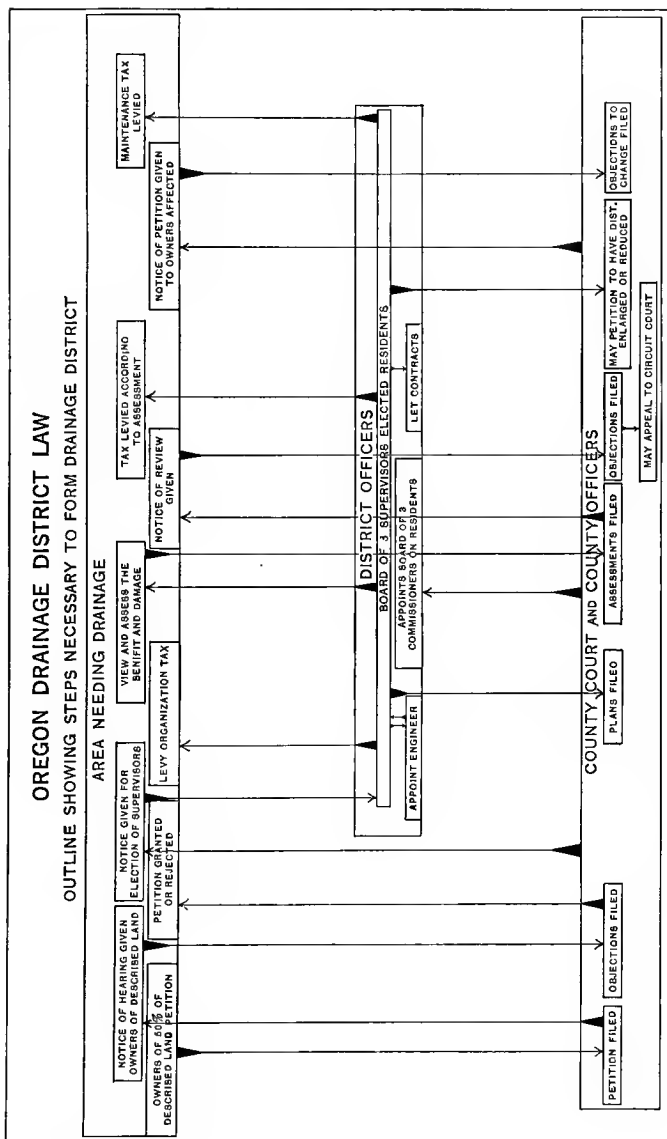 OREGON DRAINAGE DISTRICT LAW
OUTLINE SHOWING STEPS NECESSARY TO FORM DRAINAGE DISTRICT
AREA NEEDING DRAINAGE
NOTICE OF HEARING GIVEN
OWNERS OF DESCRIBED LAND
OWNERS OF 50% OF
DESCRIBED LAND PETITION
NOTICE GIVEN FOR
ELECTION OF SUPERVISORS
PETITION GRANTED
OR REJECTED
LEVY ORGANIZATION TAX
VIEW AND ASSESS THE
BENIFIT AND DAMAGE
NOTICE OF REVIEW
GIVEN
TAX LEVIED ACCORDING
TO ASSESSMENT
NOTICE OF PETITION GIVEN
TO OWNERS AFFECTED
MAINTENANCE TAX
LEVIED
DISTRICT OFFICERS
BOARD OF 3 SUPERVISORS ELECTED RESIDENTS
APPOINT ENGINEER
APPOINTS BOARD OF 3
COMMISSIONERS ON RESIDENTS
LET CONTRACTS
COUNTY COURT AND COUNTY OFFICERS
PETITION FILED
OBJECTIONS FILED
PLANS FILED
ASSESSMENTS FILED
OBJECTIONS FILED
MAY APPEAL TO CIRCUIT COURT
MAY PETITION TO HAVE DIST.
ENLARGED OR REDUCED
OBJECTIONS TO
CHANGE FILED